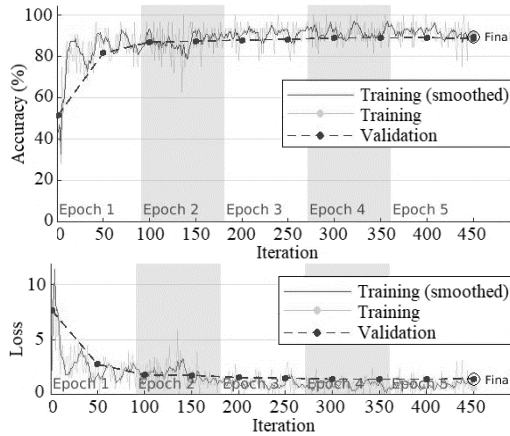 100
80
60
40
20
0
Accuracy (%)
Training (smoothed)
Training
Validation
Fina
Epoch 1 Epoch 2 Epoch 3 Epoch 4 Epoch 5
0 50 100 150 200 250 300 350 400 450
Iteration
10
5
0
Loss
Training (smoothed)
Training
Validation
Fina
Epoch 1 Epoch 2 Epoch 3 Epoch 4 Epoch 5
0 50 100 150 200 250 300 350 400 450
Iteration